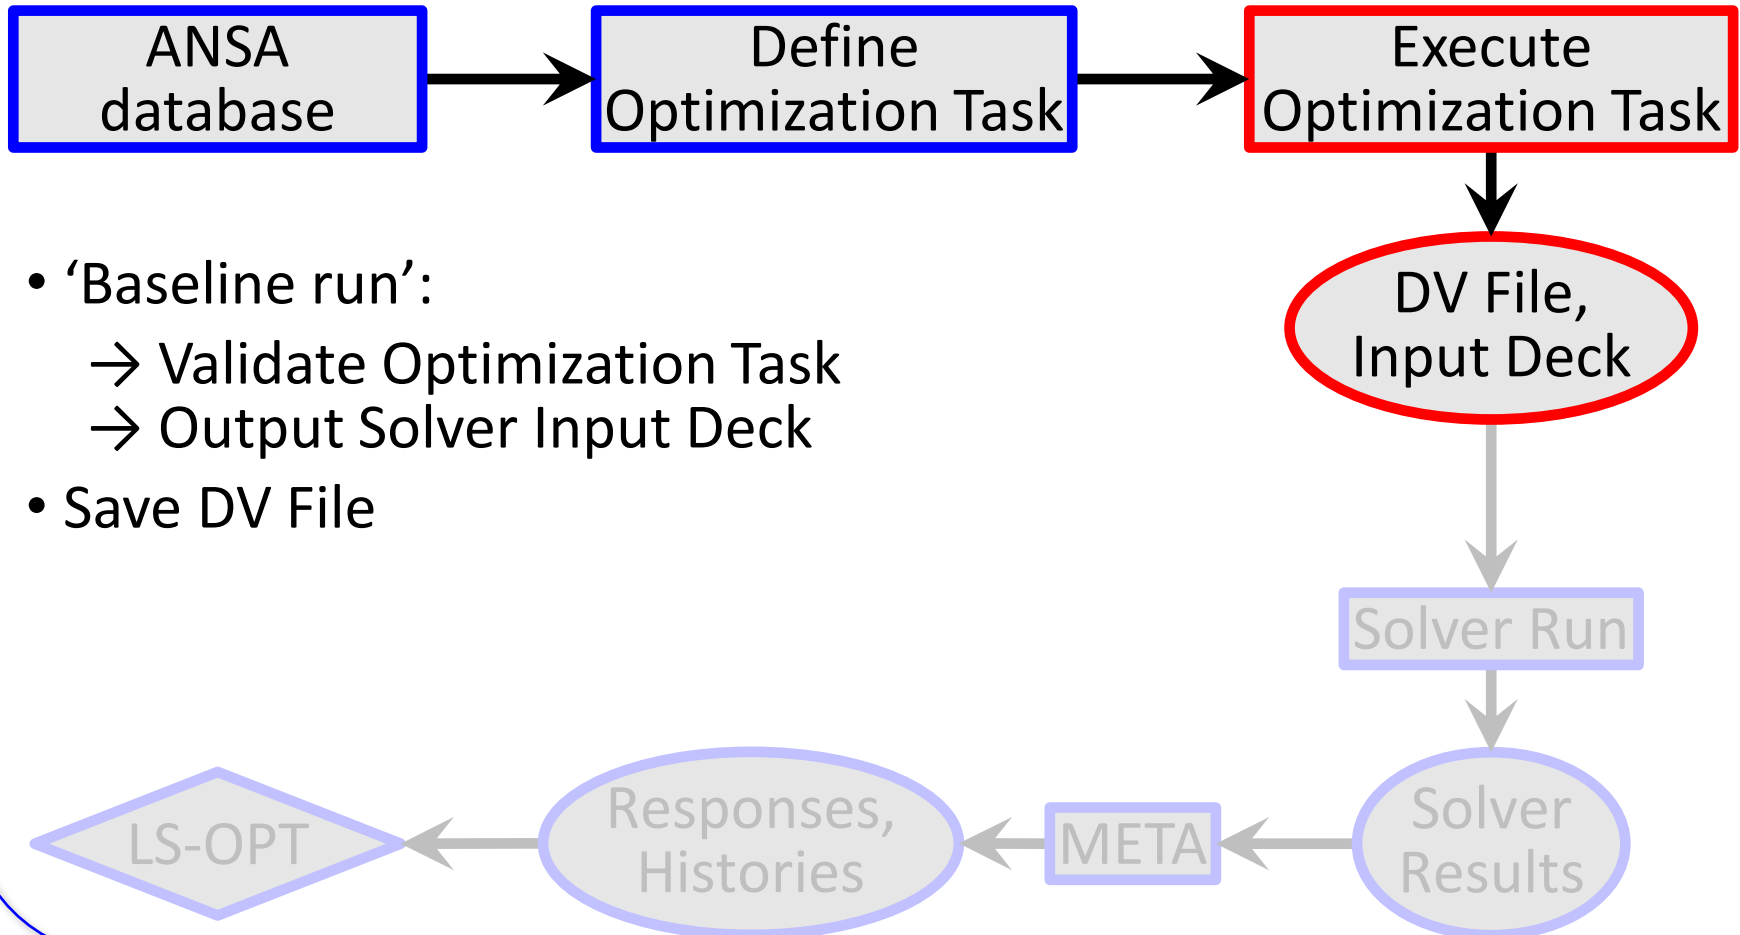 ANSA
database
Define
Optimization Task
Execute
Optimization Task
• ‘Baseline run’:
→ Validate Optimization Task
→ Output Solver Input Deck
• Save DV File
DV File,
Input Deck
Solver Run
Solver
Results
META
Responses,
Histories
LS-OPT